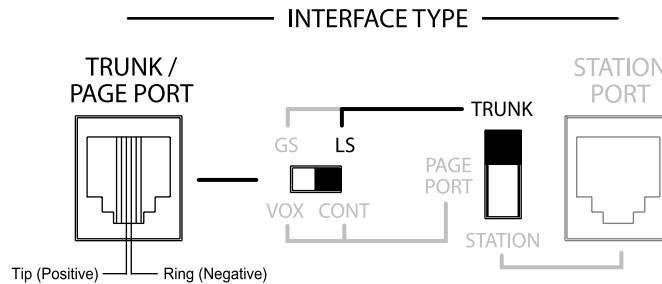 INTERFACE TYPE
TRUNK /
PAGE PORT
STATION
PORT
TRUNK
GS LS
PAGE
PORT
VOX CONT
STATION
Tip (Positive) Ring (Negative)